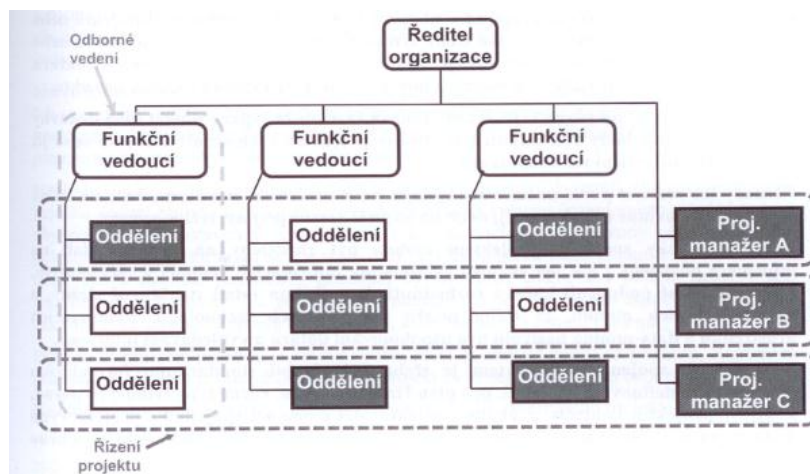 Odborné
vedení
Ředitel
organizace
Funkční
vedoucí
Funkční
vedoucí
Funkční
vedoucí
Oddělení
Oddělení
Oddělení
Proj.
manažer A
Oddělení
Oddělení
Oddělení
Proj.
manažer B
Oddělení
Oddělení
Oddělení
Proj.
manažer C
Řízení
projektu